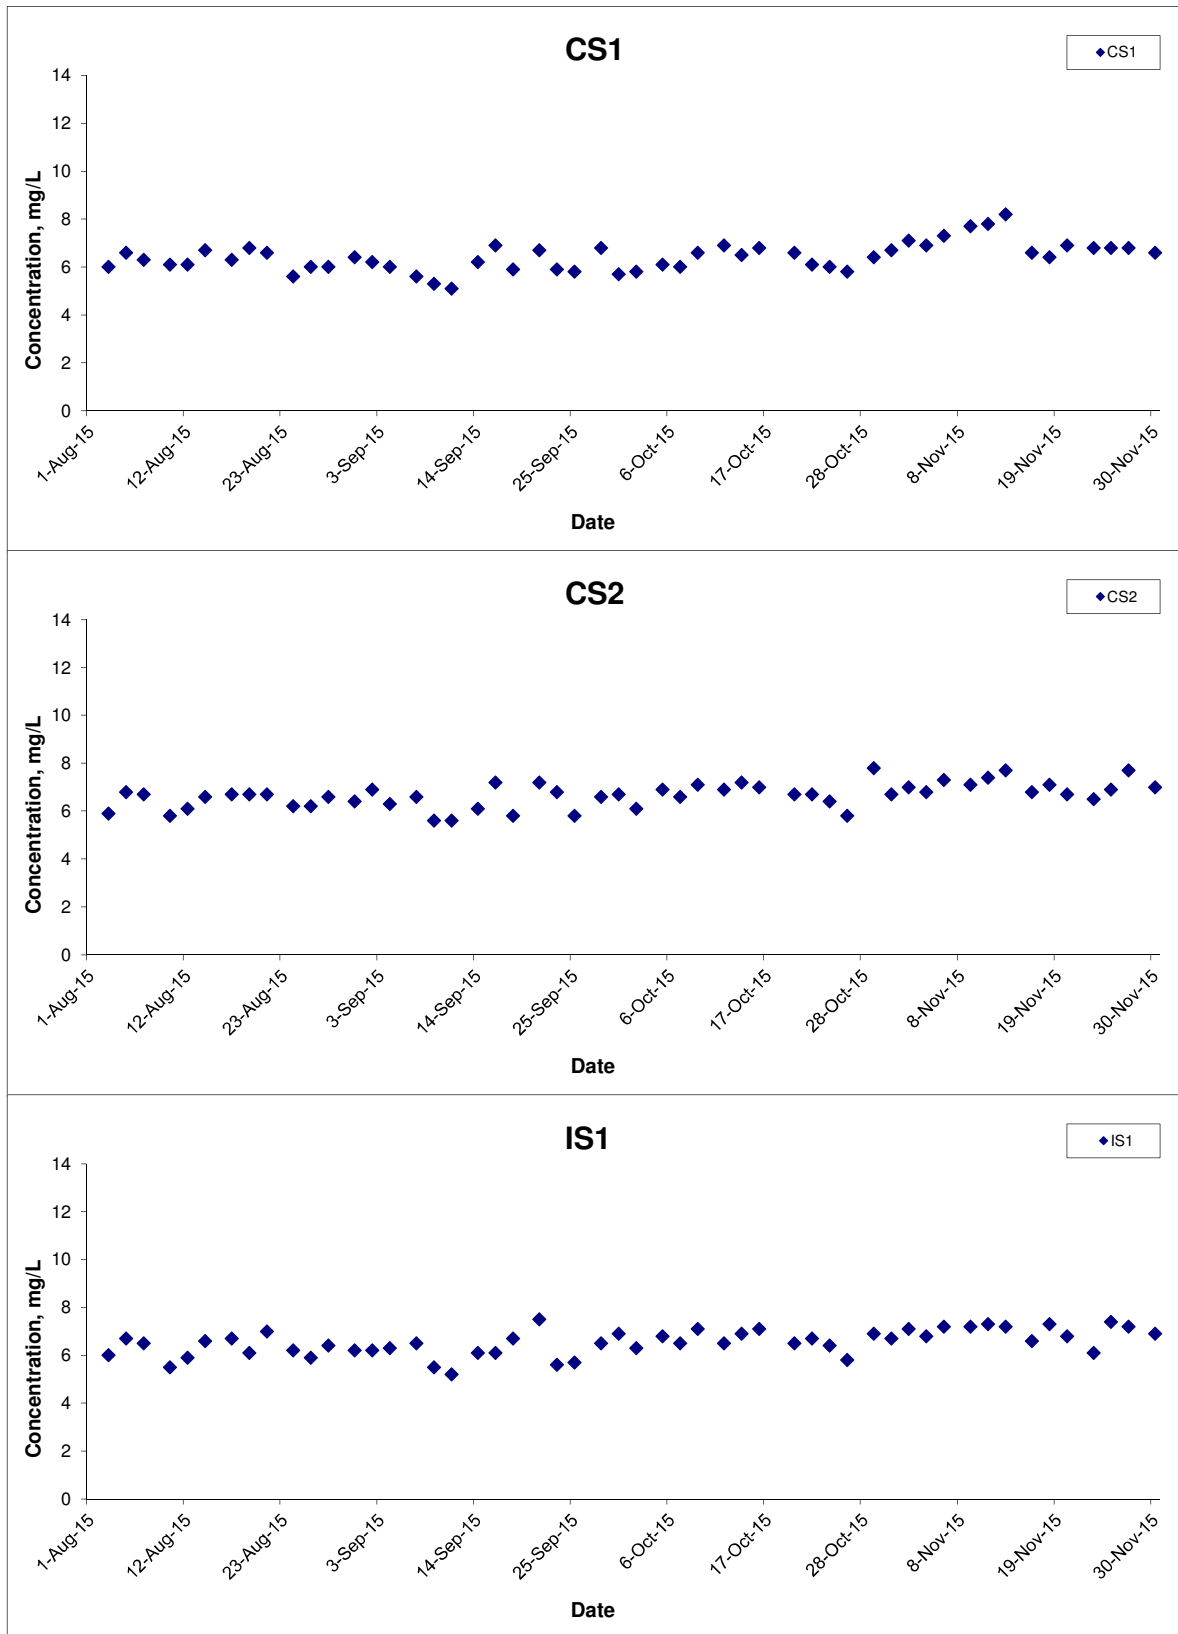 CS1
CS1
14
12
10
8
6
4
2
0
Concentration, mg/L
1-Aug-15
12-Aug-15
23-Aug-15
3-Sep-15
14-Sep-15
25-Sep-15
6-Oct-15
17-Oct-15
28-Oct-15
8-Nov-15
19-Nov-15
30-Nov-15
Date
CS2
CS2
14
12
10
8
6
4
2
0
Concentration, mg/L
1-Aug-15
12-Aug-15
23-Aug-15
3-Sep-15
14-Sep-15
25-Sep-15
6-Oct-15
17-Oct-15
28-Oct-15
8-Nov-15
19-Nov-15
30-Nov-15
Date
IS1
IS1
14
12
10
8
6
4
2
0
Concentration, mg/L
1-Aug-15
12-Aug-15
23-Aug-15
3-Sep-15
14-Sep-15
25-Sep-15
6-Oct-15
17-Oct-15
28-Oct-15
8-Nov-15
19-Nov-15
30-Nov-15
Date